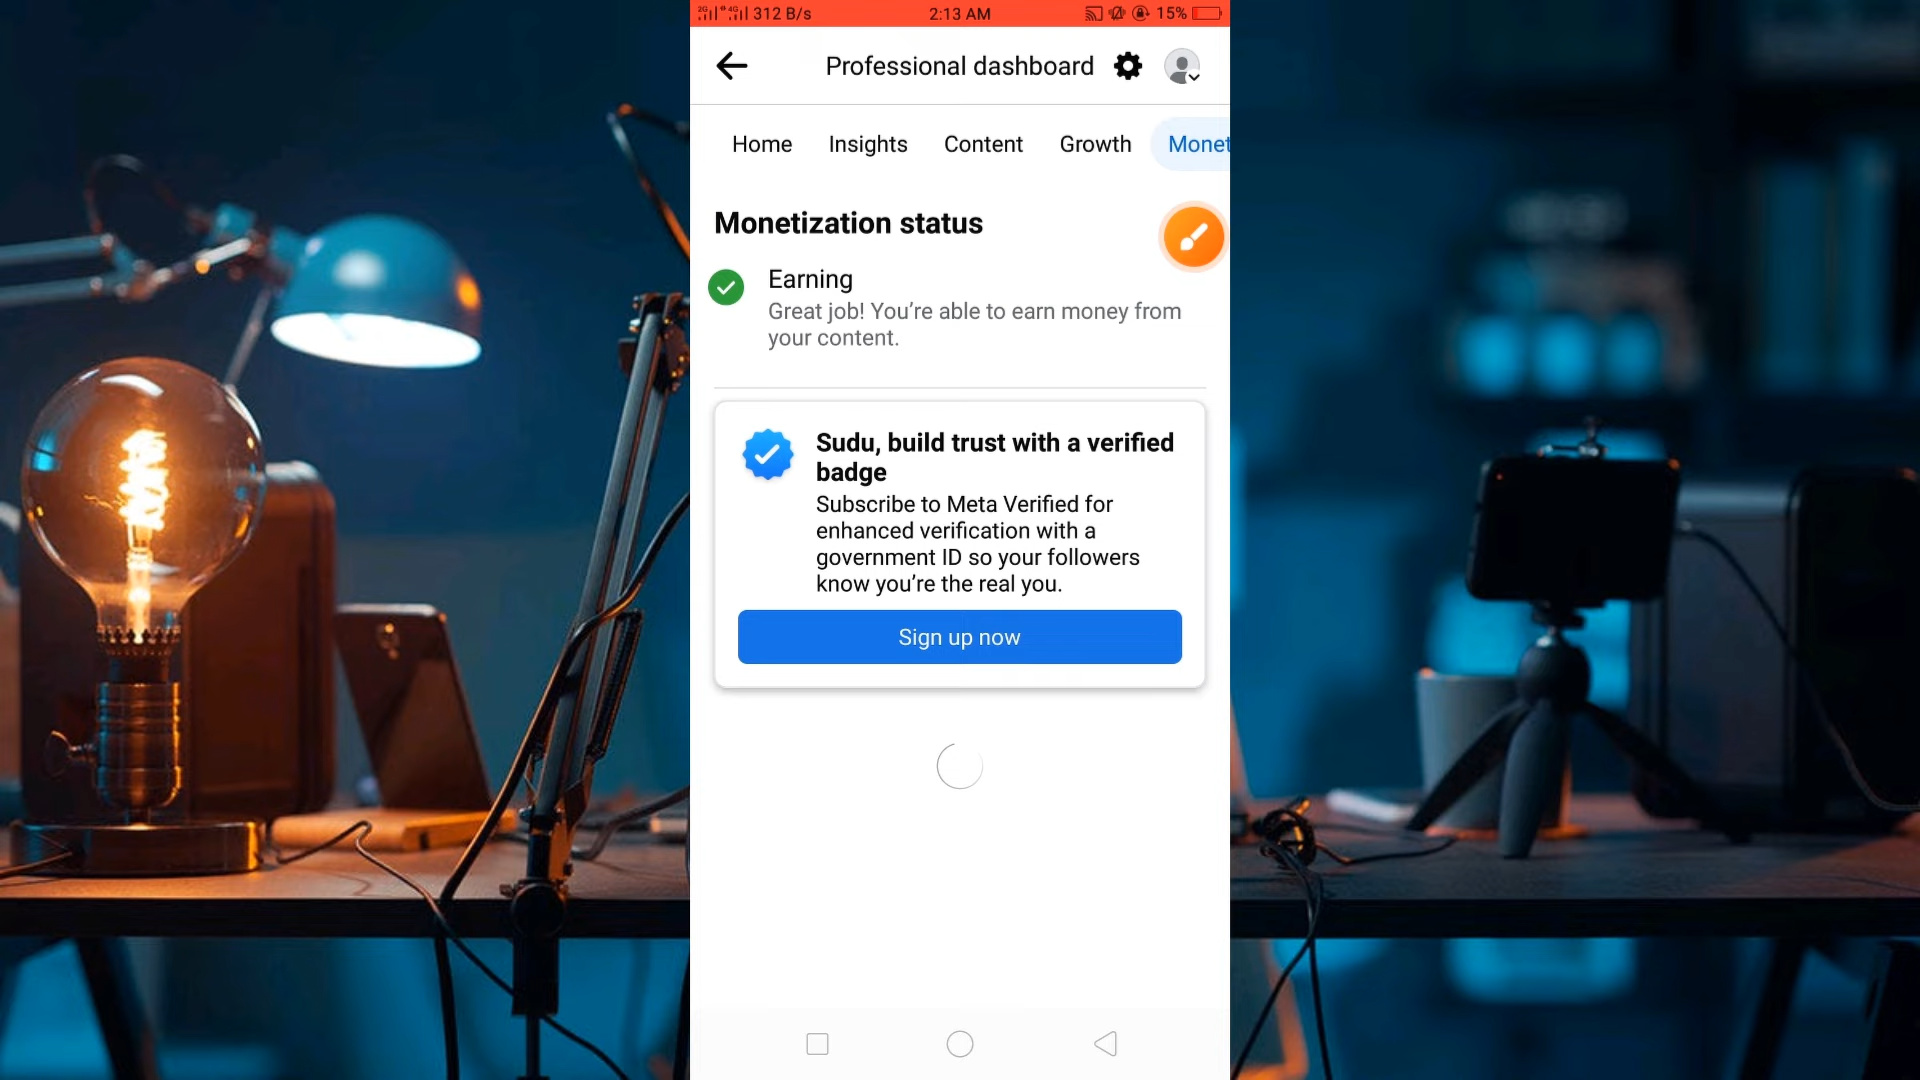 312 B/s 2:13 AM 15%
Professional dashboard
Home Insights Content Growth Monet
Monetization status
Earning
Great job! You’re able to earn money from
your content.
Sudu, build trust with a verified
badge
Subscribe to Meta Verified for
enhanced verification with a
government ID so your followers
know you’re the real you.
Sign up now